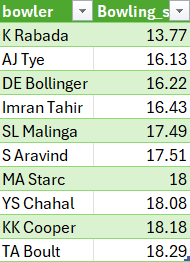 bowler Bowling_s
K Rabada 13.77
AJ Tye 16.13
DE Bollinger 16.22
Imran Tahir 16.43
SL Malinga 17.49
S Aravind 17.51
MA Starc 18
YS Chahal 18.08
KK Cooper 18.18
TA Boult 18.29